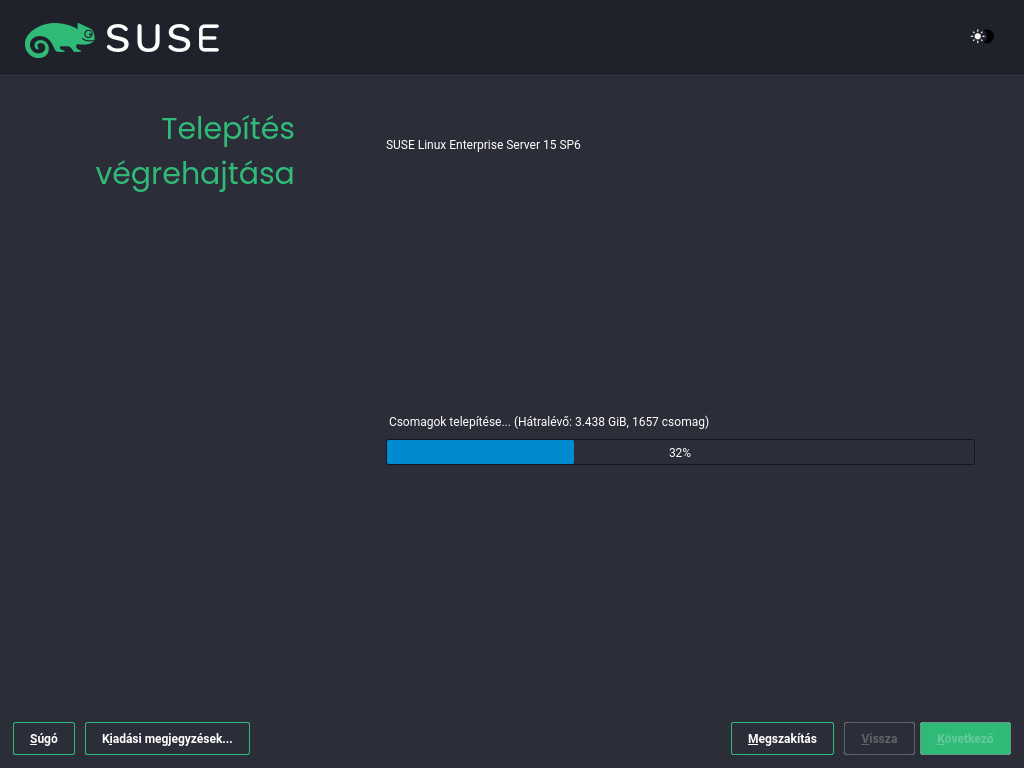 SUSE
Telepítés
végrehajtása
SUSE Linux Enterprise Server 15 SP6
Csomagok telepítése... (Hátralévő: 3.438 GiB, 1657 csomag)
32%
Súgó
Kiadási megjegyzések...
Megszakítás
Vissza
Következő